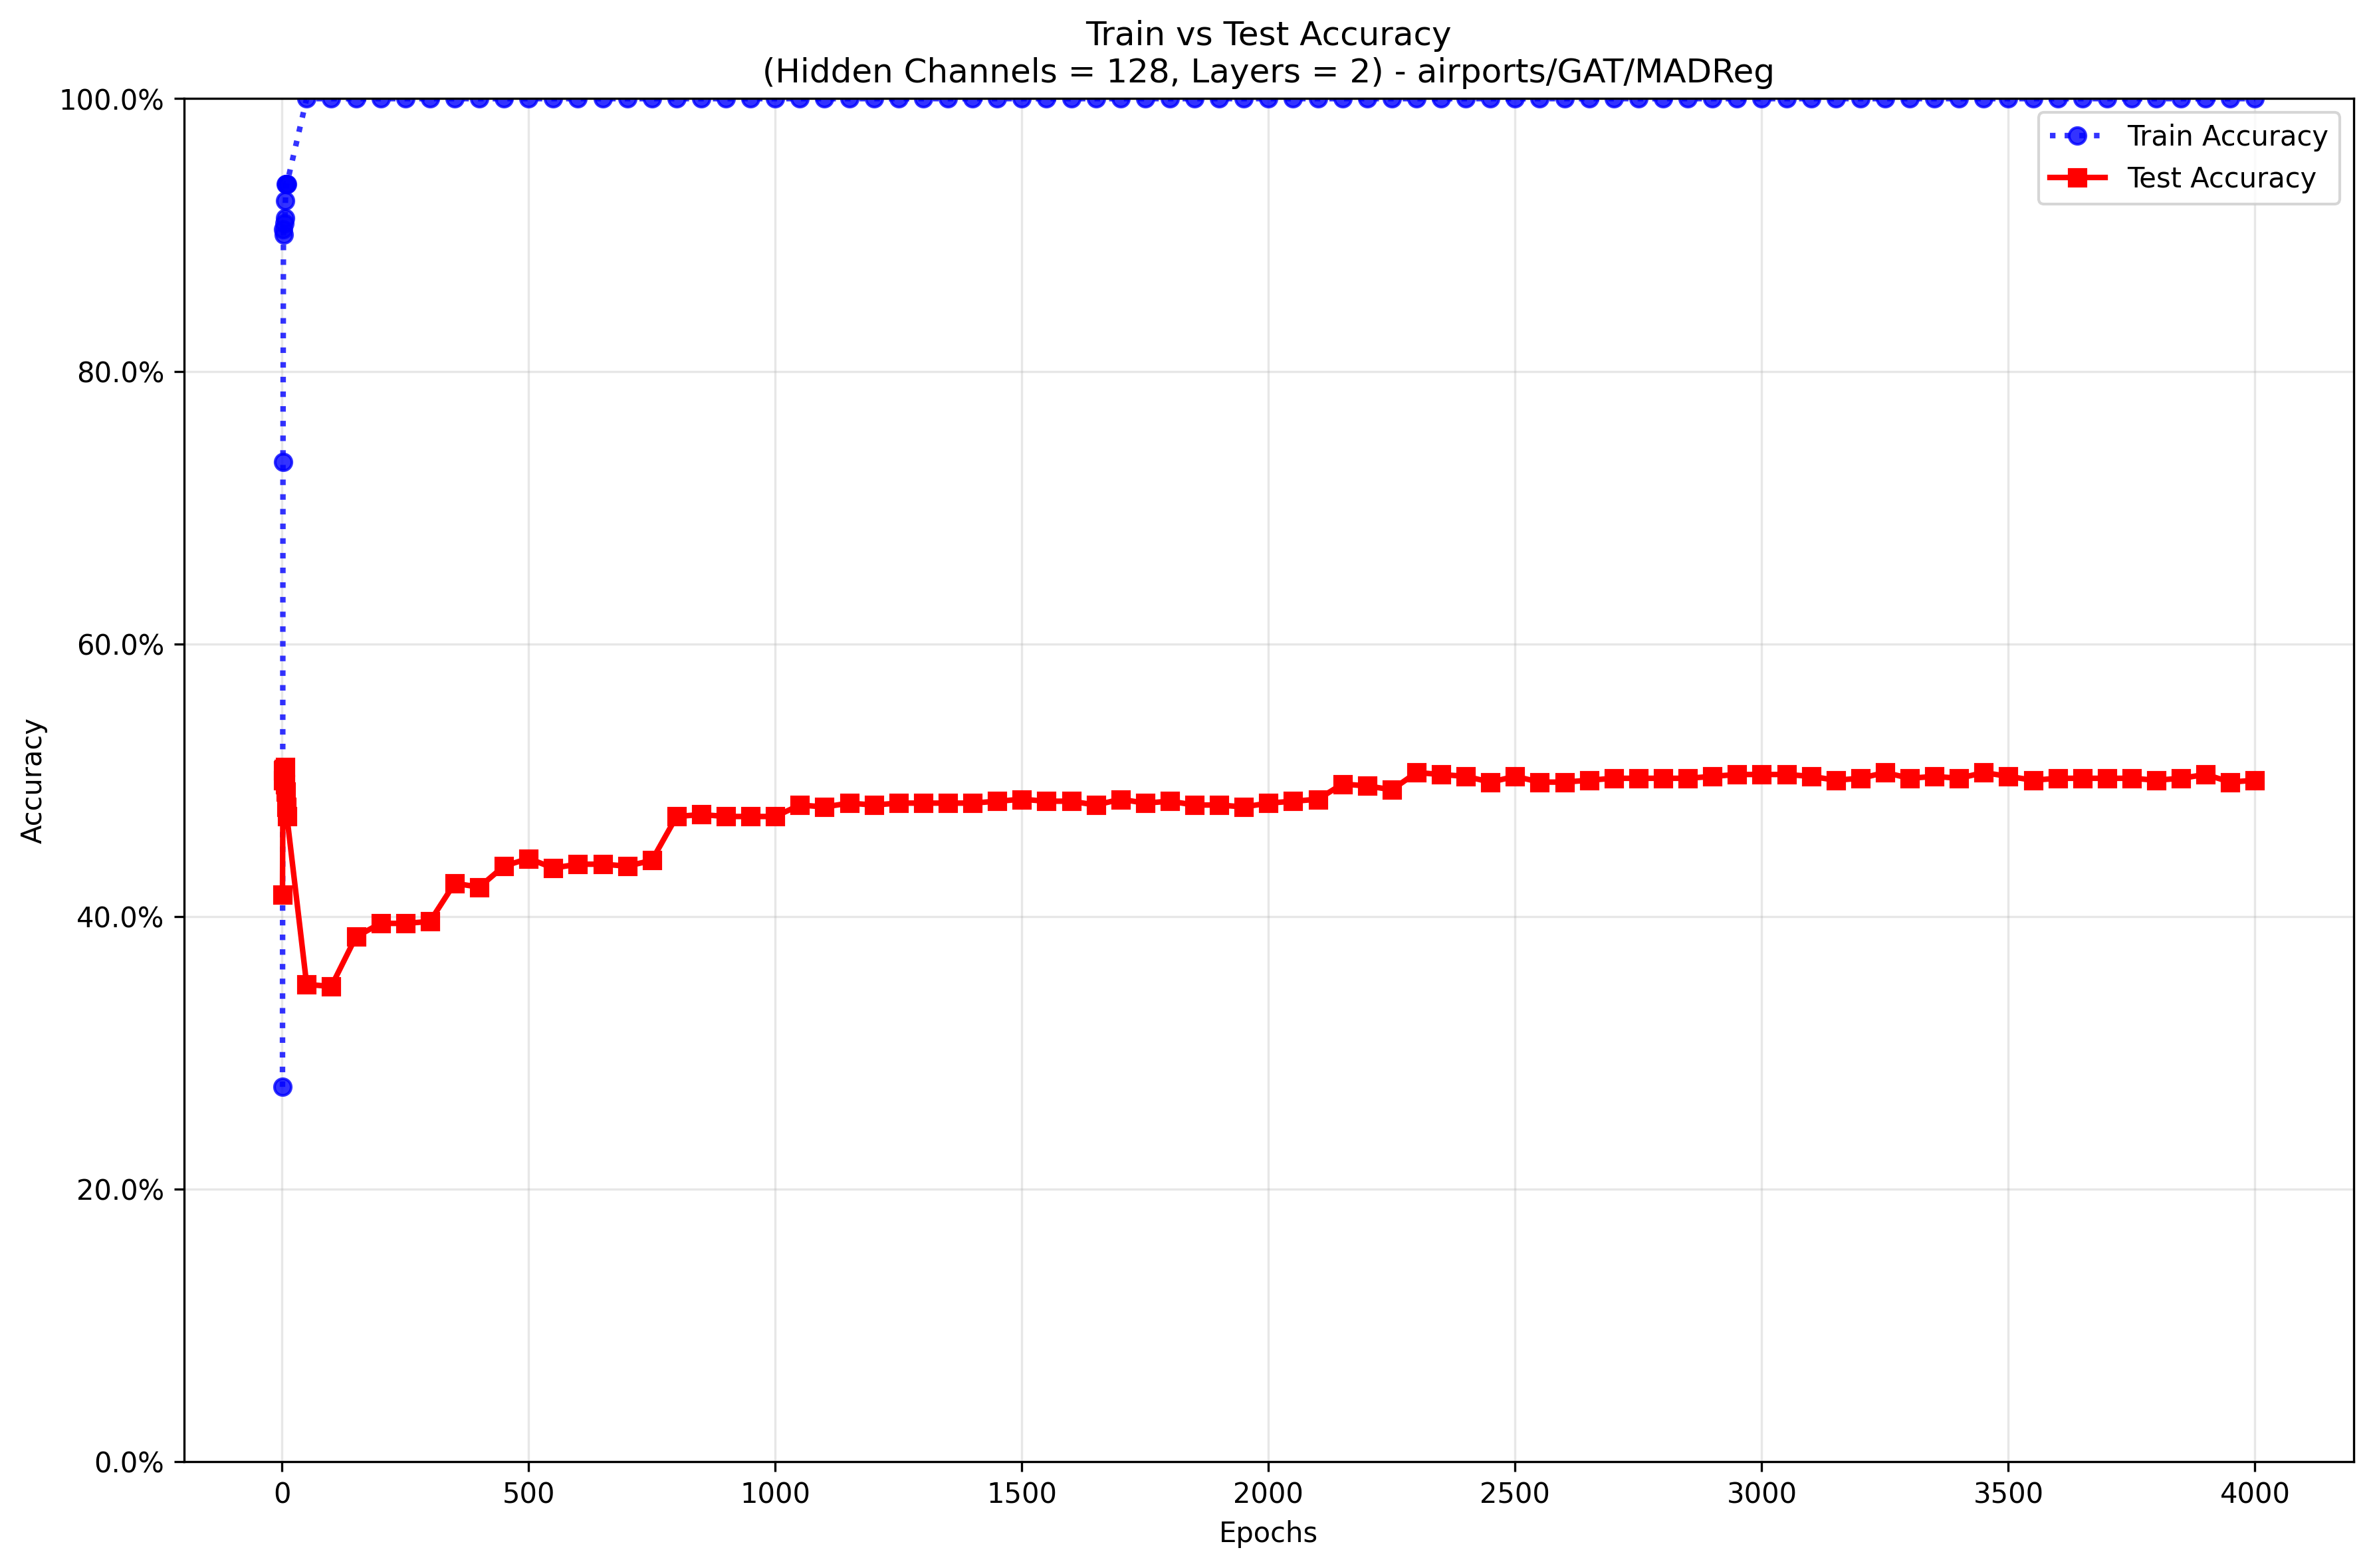 Train vs Test Accuracy
(Hidden Channels = 128, Layers = 2) - airports/GAT/MADReg
100.0%
80.0%
60.0%
40.0%
20.0%
0.0%
Accuracy
Train Accuracy
Test Accuracy
0 500 1000 1500 2000 2500 3000 3500 4000
Epochs